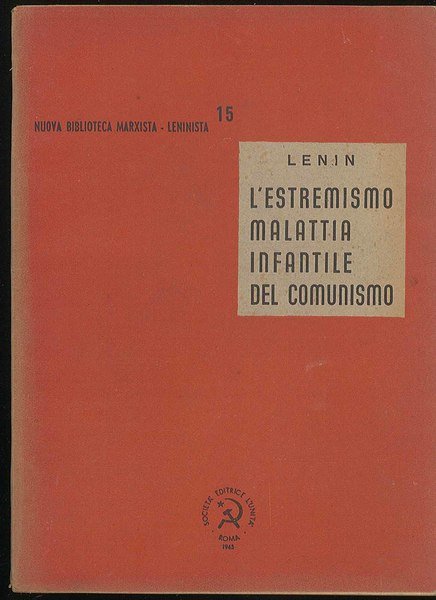 15
NUOVA BIBLIOTECA MARXISTA - LENINISTA
LENIN
L'ESTREMISMO
MALATTIA
INFANTILE
DEL COMUNISMO
SOCIETÀ EDITRICE L'UNITÀ
ROMA
1945